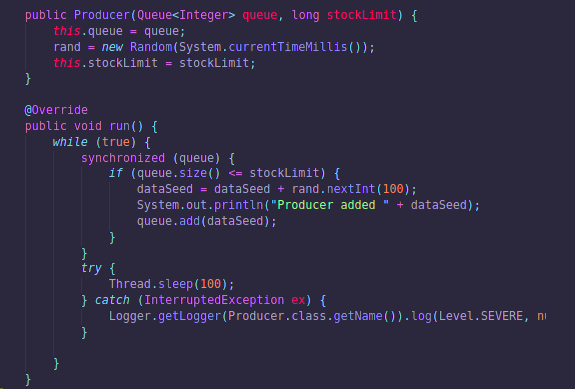 public Producer(Queue<Integer> queue, long stockLimit) {
this.queue = queue;
rand = new Random(System.currentTimeMillis());
this.stockLimit = stockLimit;
}
@Override
public void run() {
while (true) {
synchronized (queue) {
if (queue.size() <= stockLimit) {
dataSeed = dataSeed + rand.nextInt(100);
System.out.println("Producer added " + dataSeed);
queue.add(dataSeed);
}
}
try {
Thread.sleep(100);
} catch (InterruptedException ex) {
Logger.getLogger(Producer.class.getName()).log(Level.SEVERE,
}
}
}